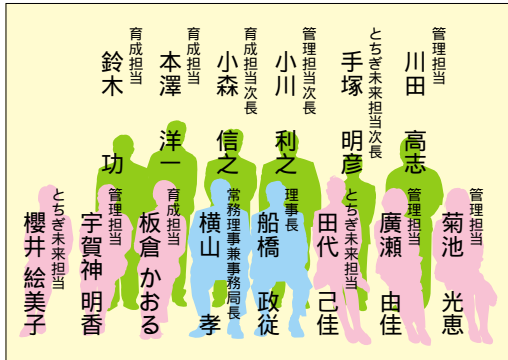 管理担当
川田 高志
とちぎ未来担当次長
手塚 明彦
管理担当次長
小川 利之
育成担当次長
小森 信之
育成担当
本澤 洋一
育成担当
鈴木 功
管理担当
菊池 光恵
管理担当
廣瀬 由佳
とちぎ未来担当
田代 己佳
理事長
船橋 政従
常務理事兼事務局長
横山 孝
育成担当
板倉 かおる
管理担当
宇賀神 明香
とちぎ未来担当
櫻井 絵美子